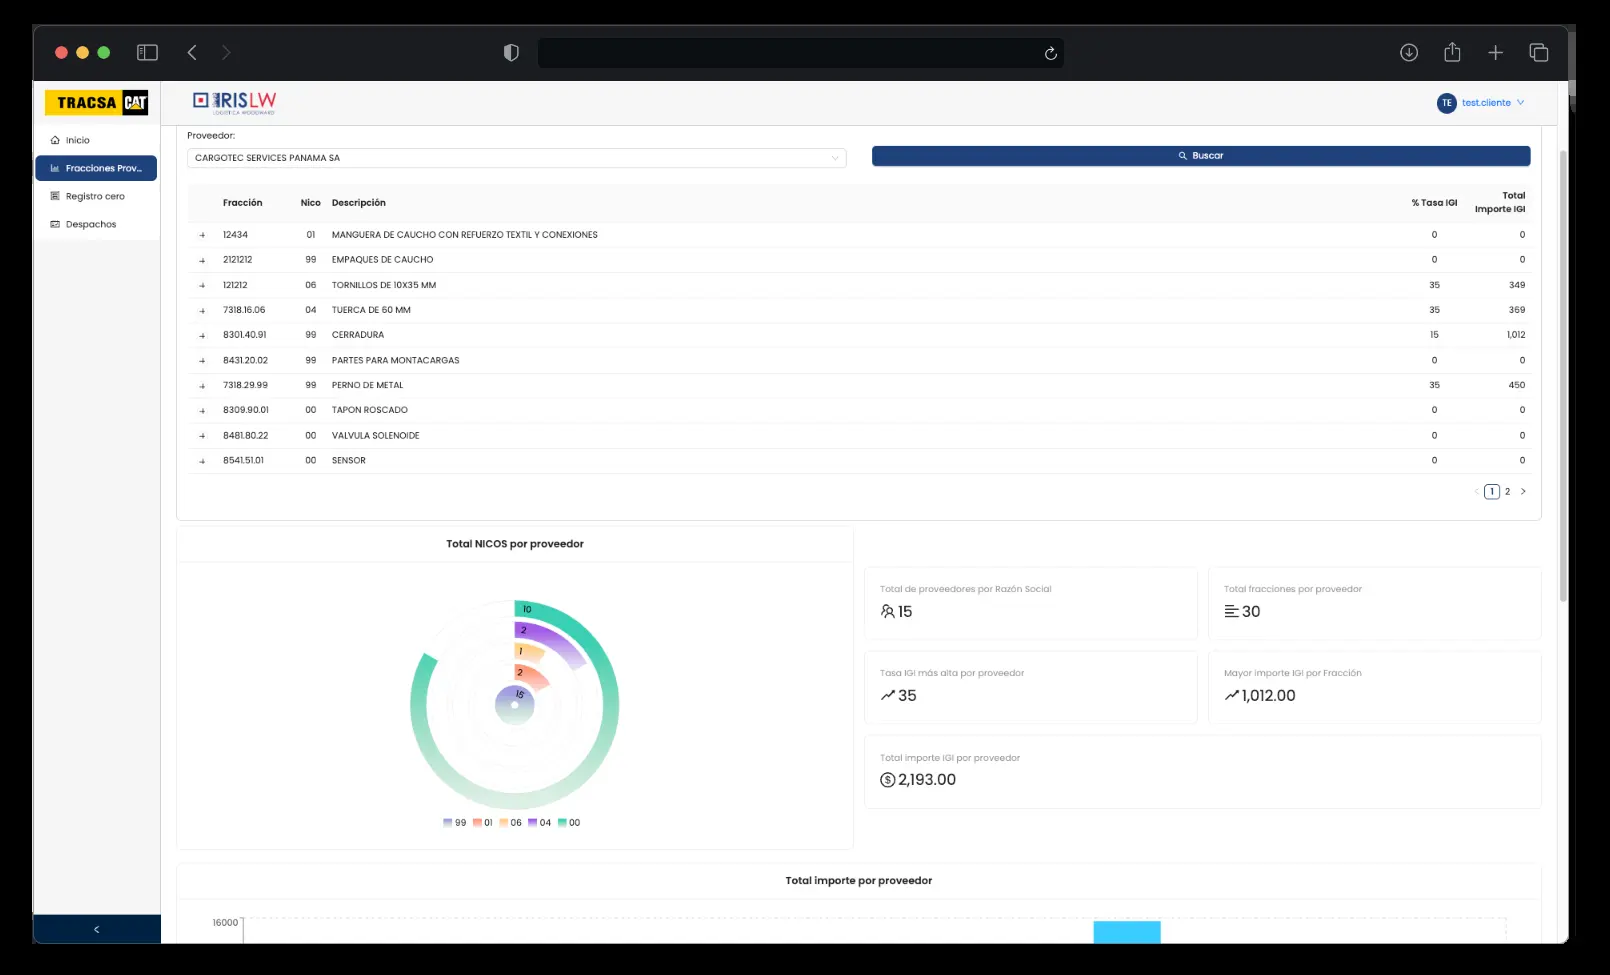 TRACSA CAT
IRISLW
LOGISTICA WOODWARD
TE test.cliente
Inicio
Fracciones Prov...
Registro cero
Despachos
Proveedor:
CARGOTEC SERVICES PANAMA SA
Buscar
Fracción Nico Descripción % Tasa IGI Total Importe IGI
12434 01 MANGUERA DE CAUCHO CON REFUERZO TEXTIL Y CONEXIONES 0 0
2121212 99 EMPAQUES DE CAUCHO 0 0
121212 06 TORNILLOS DE 10X35 MM 35 349
7318.16.06 04 TUERCA DE 60 MM 35 369
8301.40.91 99 CERRADURA 15 1,012
8431.20.02 99 PARTES PARA MONTACARGAS 0 0
7318.29.99 99 PERNO DE METAL 35 450
8309.90.01 00 TAPON ROSCADO 0 0
8481.80.22 00 VALVULA SOLENOIDE 0 0
8541.51.01 00 SENSOR 0 0
< 1 2 >
Total NICOS por proveedor
10
2
1
2
15
99 01 06 04 00
Total de proveedores por Razón Social
15
Total fracciones por proveedor
30
Tasa IGI más alta por proveedor
35
Mayor importe IGI por Fracción
1,012.00
Total importe IGI por proveedor
2,193.00
Total importe por proveedor
16000